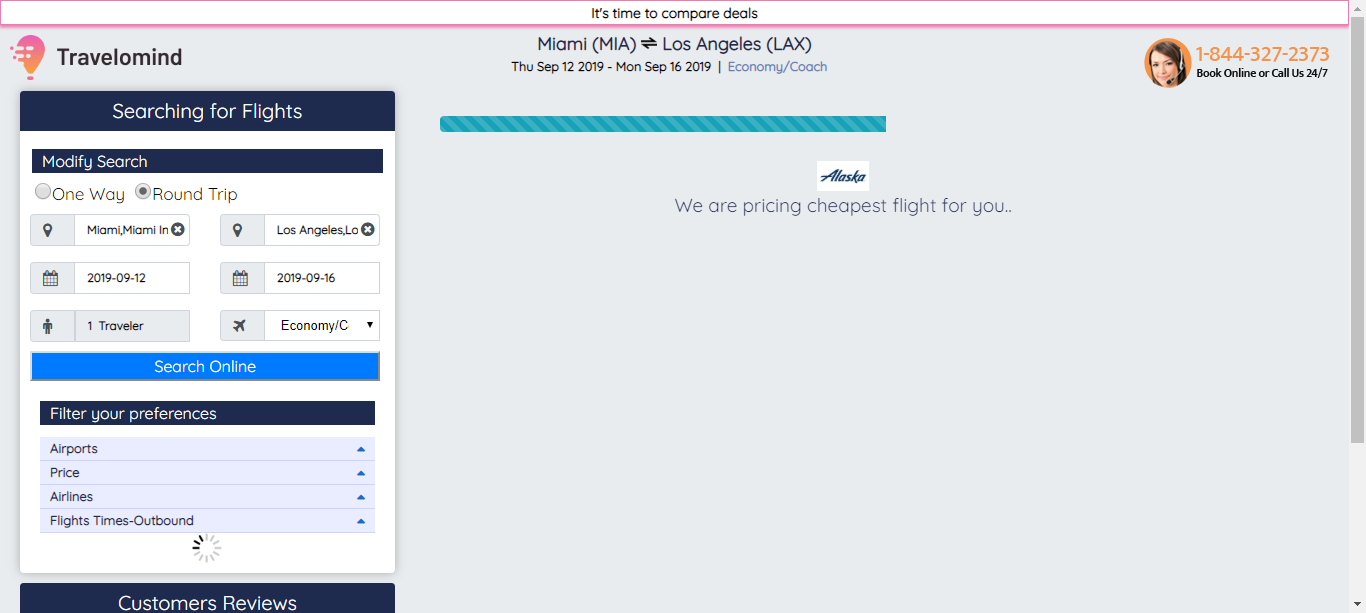 It's time to compare deals
Travelomind
Miami (MIA) ⇌ Los Angeles (LAX)
Thu Sep 12 2019 - Mon Sep 16 2019 | Economy/Coach
1-844-327-2373
Book Online or Call Us 24/7
Searching for Flights
Modify Search
One Way Round Trip
Miami,Miami In Los Angeles,Lo
2019-09-12 2019-09-16
1 Traveler Economy/C
Search Online
Filter your preferences
Airports
Price
Airlines
Flights Times-Outbound
Customers Reviews
Alaska
We are pricing cheapest flight for you..